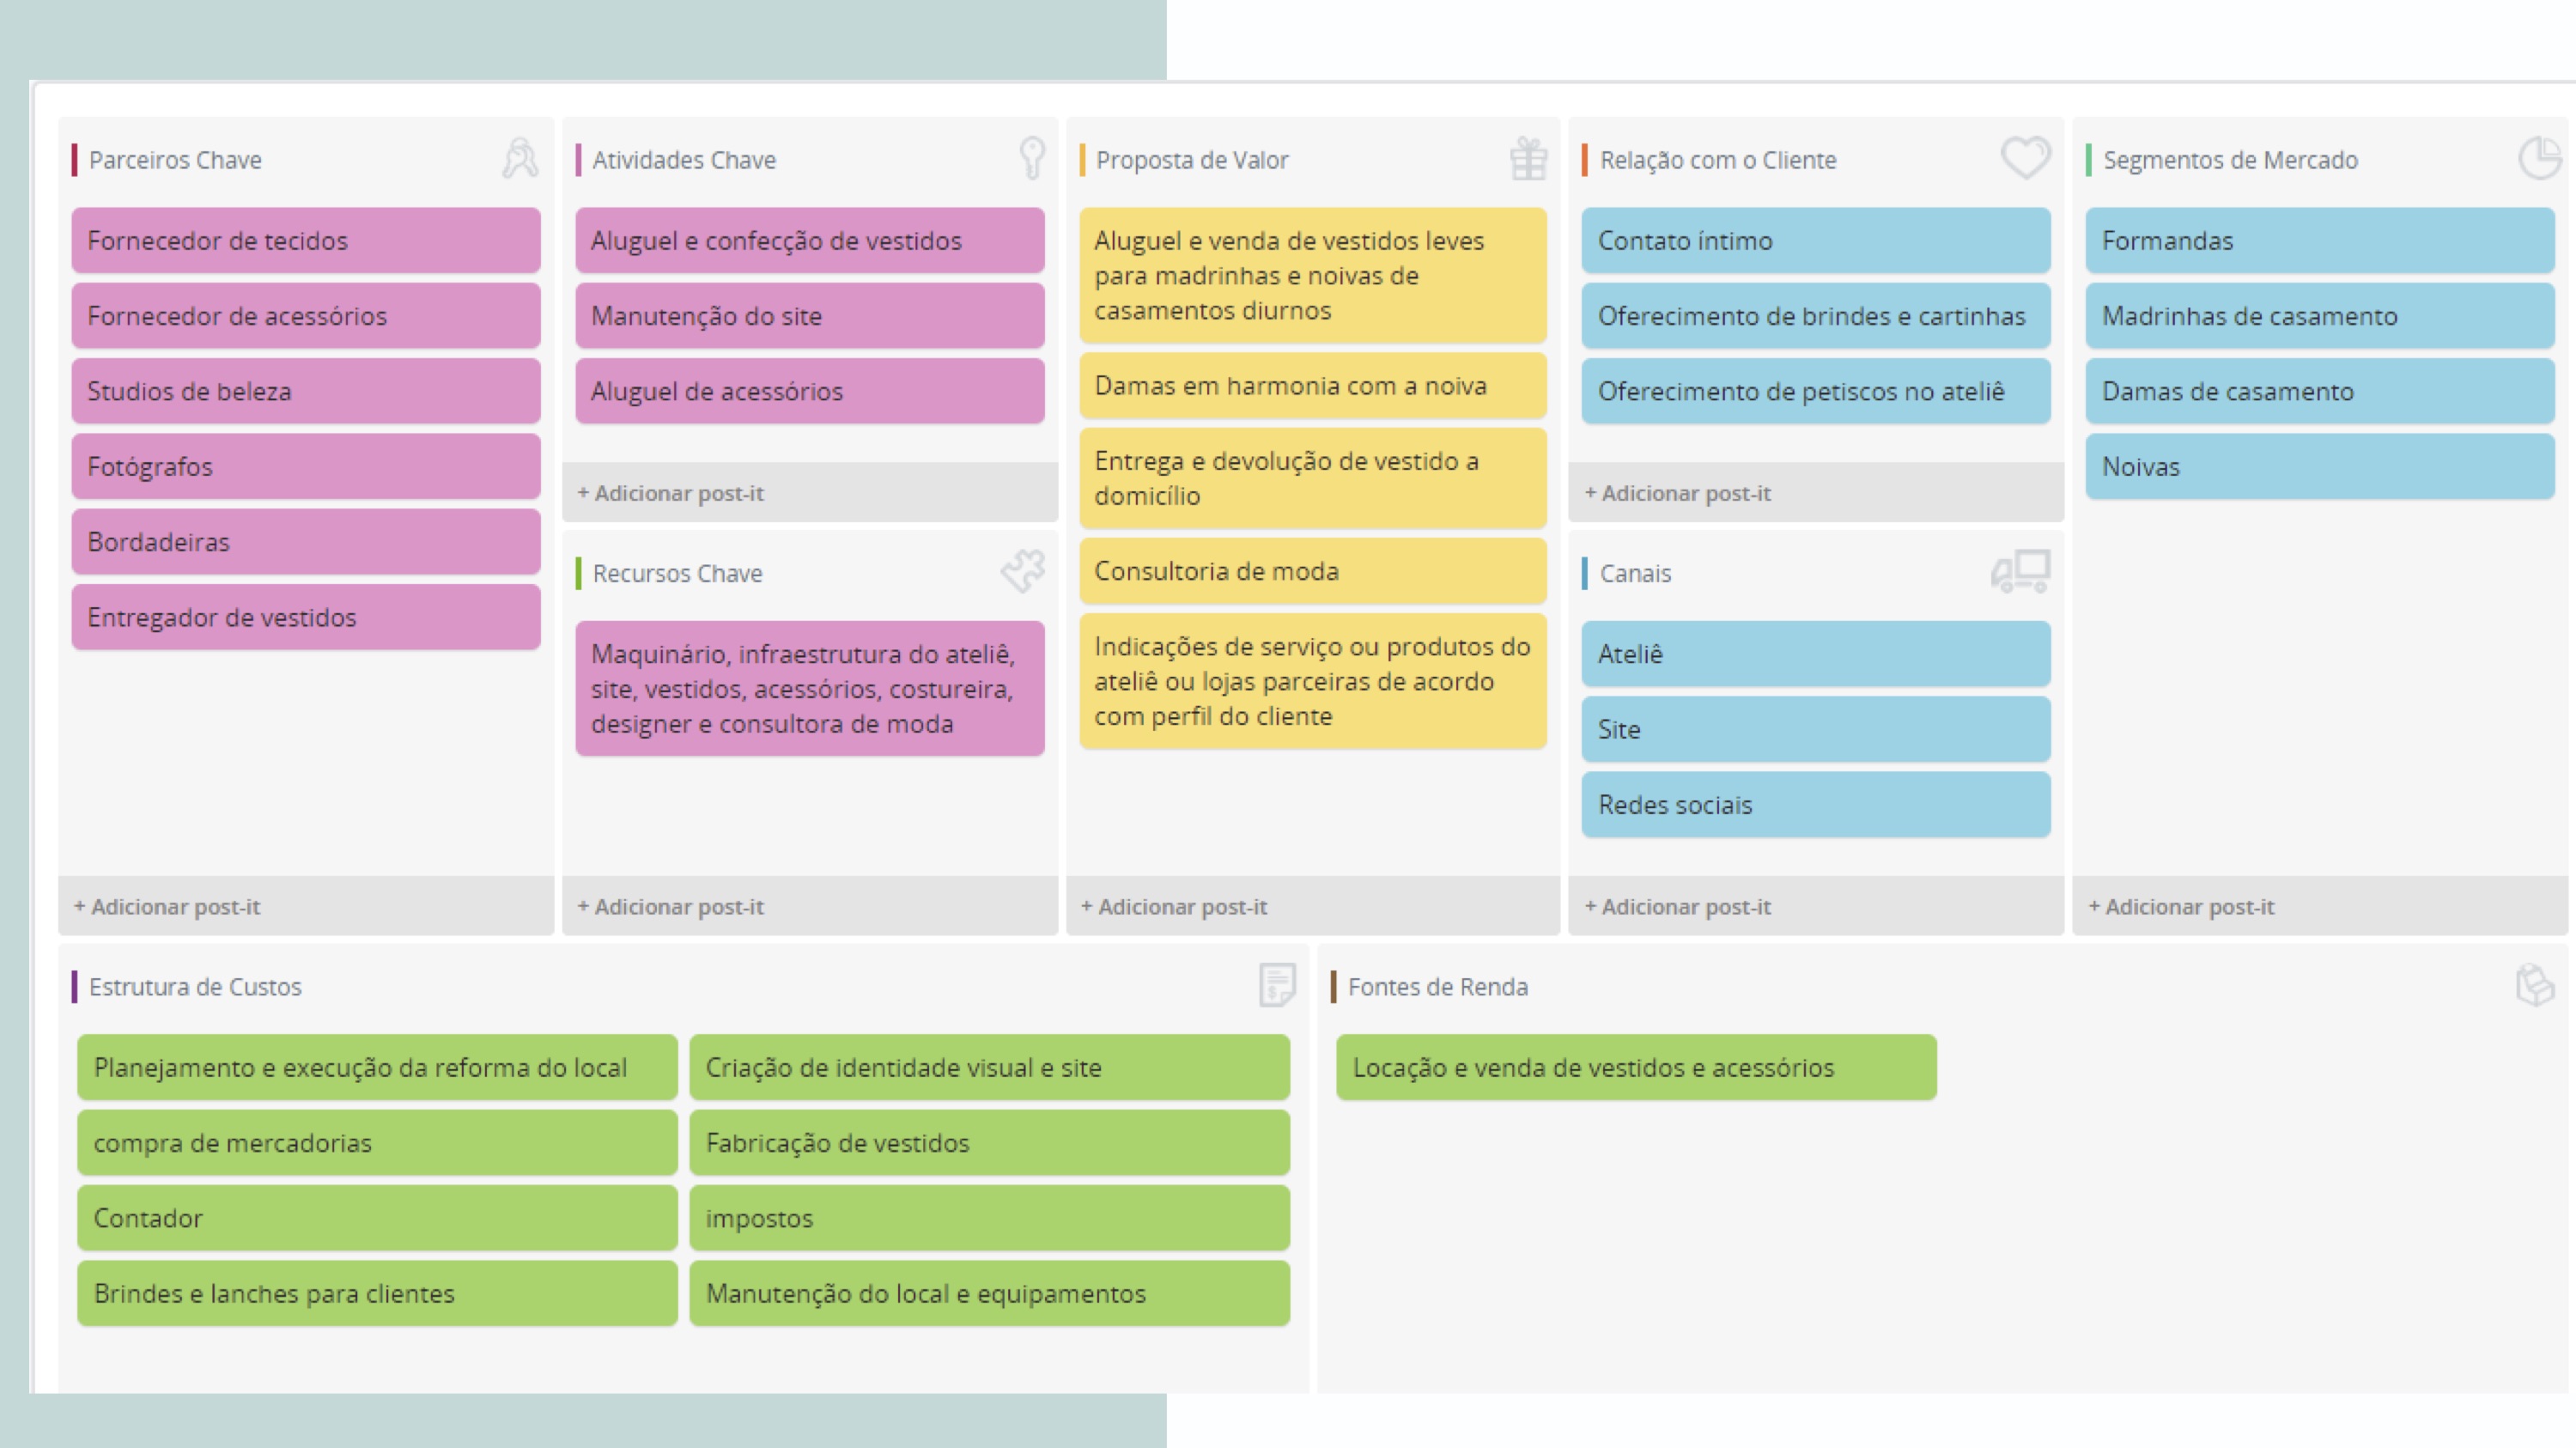 Parceiros Chave
Fornecedor de tecidos
Fornecedor de acessórios
Studios de beleza
Fotógrafos
Bordadeiras
Entregador de vestidos
+ Adicionar post-it
Atividades Chave
Aluguel e confecção de vestidos
Manutenção do site
Aluguel de acessórios
+ Adicionar post-it
Recursos Chave
Maquinário, infraestrutura do ateliê,
site, vestidos, acessórios, costureira,
designer e consultora de moda
+ Adicionar post-it
Proposta de Valor
Aluguel e venda de vestidos leves
para madrinhas e noivas de
casamentos diurnos
Damas em harmonia com a noiva
Entrega e devolução de vestido a
domicílio
Consultoria de moda
Indicações de serviço ou produtos do
ateliê ou lojas parceiras de acordo
com perfil do cliente
+ Adicionar post-it
Relação com o Cliente
Contato íntimo
Oferecimento de brindes e cartinhas
Oferecimento de petiscos no ateliê
+ Adicionar post-it
Canais
Ateliê
Site
Redes sociais
+ Adicionar post-it
Segmentos de Mercado
Formandas
Madrinhas de casamento
Damas de casamento
Noivas
+ Adicionar post-it
Estrutura de Custos
Planejamento e execução da reforma do local
Criação de identidade visual e site
compra de mercadorias
Fabricação de vestidos
Contador
impostos
Brindes e lanches para clientes
Manutenção do local e equipamentos
Fontes de Renda
Locação e venda de vestidos e acessórios